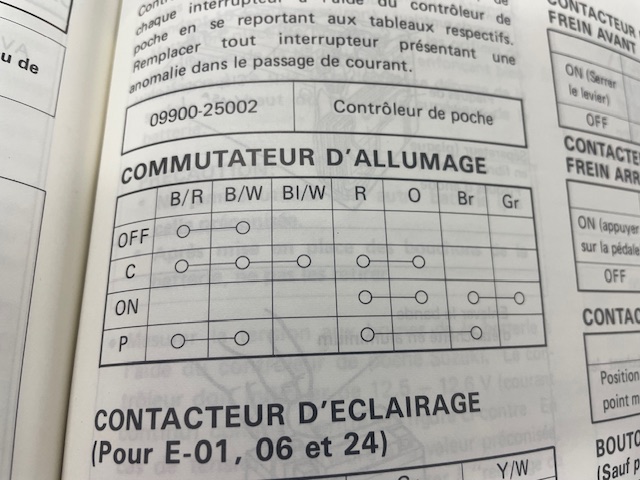 chaque interrupteur
du contrôleur de
poche en se reportant aux tableaux respectifs.
Remplacer tout interrupteur présentant une
anomalie dans le passage de courant.
09900-25002 Contrôleur de poche
COMMUTATEUR D'ALLUMAGE
B/R B/W Bl/W R O Br Gr
OFF
C
ON
P
CONTACTEUR D'ECLAIRAGE
(Pour E-01, 06 et 24)
Y/W
u de
CONTACTEUR
FREIN AVANT
ON (Serrer
le levier)
OFF
FREIN ARR
ON (appuyer
sur la pédale
OFF
CONTAC
Position
point m
BOUTO
(Sauf p